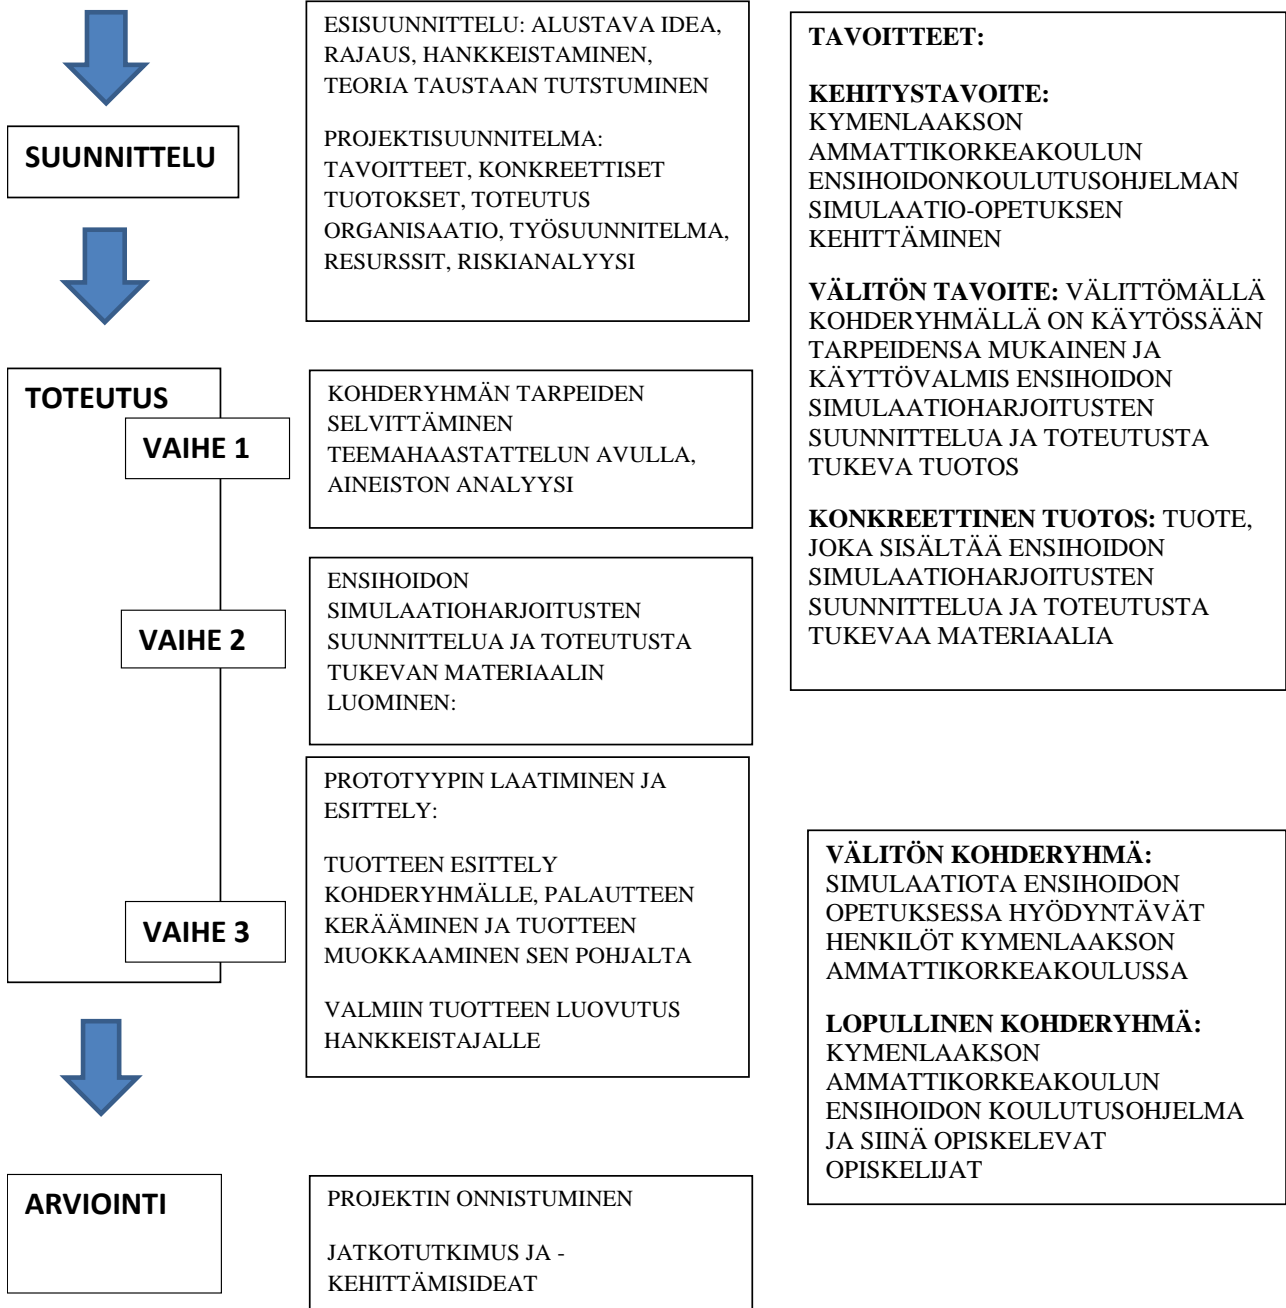 ESISUUNNITTELU: ALUSTAVA IDEA,
RAJAUS, HANKKEISTAMINEN,
TEORIA TAUSTAAN TUTSTUMINEN
PROJEKTISUUNNITELMA:
TAVOITTEET, KONKREETTISET
TUOTOKSET, TOTEUTUS
ORGANISAATIO, TYÖSUUNNITELMA,
RESURSSIT, RISKIANALYYSI
SUUNNITTELU
TAVOITTEET:
KEHITYSTAVOITE:
KYMENLAAKSON
AMMATTIKORKEAKOULUN
ENSIHOIDONKOULUTUSOHJELMAN
SIMULAATIO-OPETUKSEN
KEHITTÄMINEN
VÄLITÖN TAVOITE: VÄLITTÖMÄLLÄ
KOHDERYHMÄLLÄ ON KÄYTÖSSÄÄN
TARPEIDENSA MUKAINEN JA
KÄYTTÖVALMIS ENSIHOIDON
SIMULAATIOHARJOITUSTEN
SUUNNITTELUA JA TOTEUTUSTA
TUKEVA TUOTOS
KONKREETTINEN TUOTOS: TUOTE,
JOKA SISÄLTÄÄ ENSIHOIDON
SIMULAATIOHARJOITUSTEN
SUUNNITTELUA JA TOTEUTUSTA
TUKEVAA MATERIAALIA
TOTEUTUS
VAIHE 1
KOHDERYHMÄN TARPEIDEN
SELVITTÄMINEN
TEEMAHAASTATTELUN AVULLA,
AINEISTON ANALYYSI
VAIHE 2
ENSIHOIDON
SIMULAATIOHARJOITUSTEN
SUUNNITTELUA JA TOTEUTUSTA
TUKEVAN MATERIAALIN
LUOMINEN:
VAIHE 3
PROTOTYYPIN LAATIMINEN JA
ESITTELY:
TUOTTEEN ESITTELY
KOHDERYHMÄLLE, PALAUTTEEN
KERÄÄMINEN JA TUOTTEEN
MUOKKAAMINEN SEN POHJALTA
VALMIIN TUOTTEEN LUOVUTUS
HANKKEISTAJALLE
VÄLITÖN KOHDERYHMÄ:
SIMULAATIOTA ENSIHOIDON
OPETUKSESSA HYÖDYNTÄVÄT
HENKILÖT KYMENLAAKSON
AMMATTIKORKEAKOULUSSA
LOPULLINEN KOHDERYHMÄ:
KYMENLAAKSON
AMMATTIKORKEAKOULUN
ENSIHOIDON KOULUTUSOHJELMA
JA SIINÄ OPISKELEVAT
OPISKELIJAT
ARVIOINTI
PROJEKTIN ONNISTUMINEN
JATKOTUTKIMUS JA -
KEHITTÄMISIDEAT